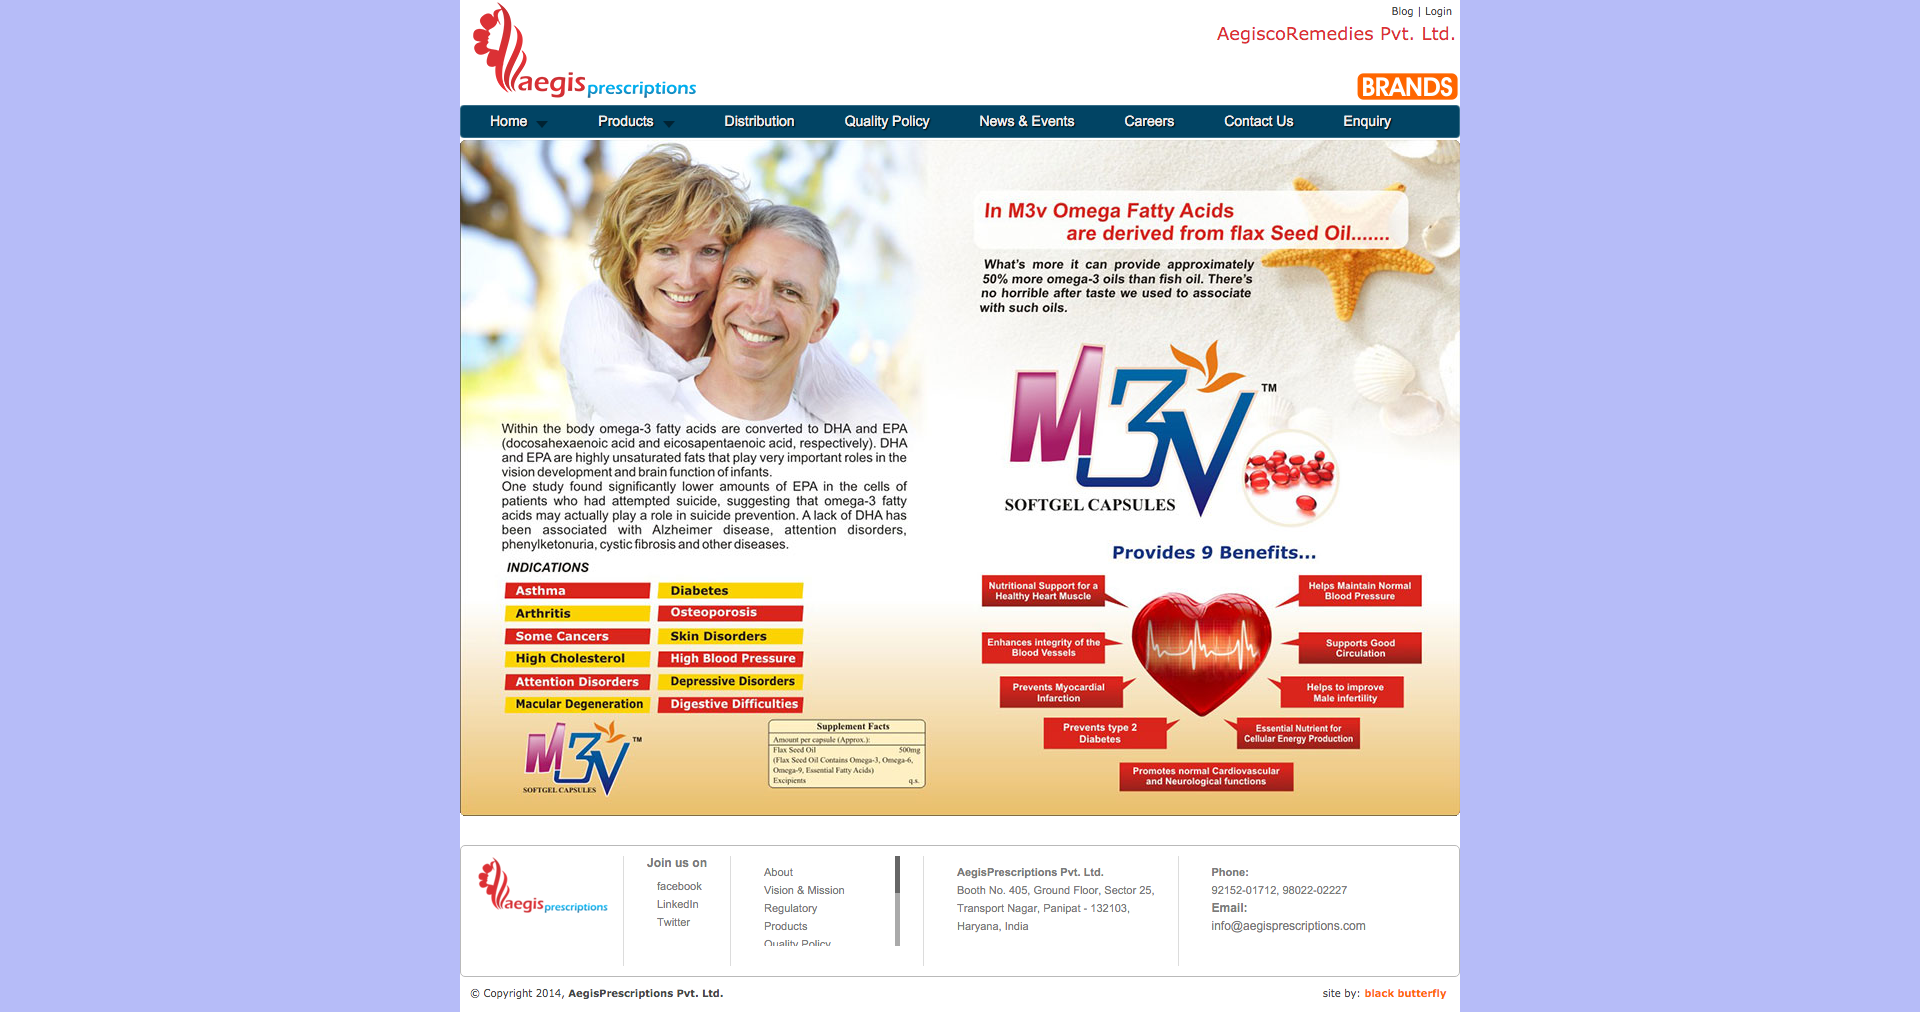 Blog | Login
AegiscoRemedies Pvt. Ltd.
aegisprescriptions
BRANDS
Home
Products
Distribution
Quality Policy
News & Events
Careers
Contact Us
Enquiry
In M3v Omega Fatty Acids
are derived from flax Seed Oil.......
What's more it can provide approximately
50% more omega-3 oils than fish oil. There's
no horrible after taste we used to associate
with such oils.
M3V TM
SOFTGEL CAPSULES
Within the body omega-3 fatty acids are converted to DHA and EPA
(docosahexaenoic acid and eicosapentaenoic acid, respectively). DHA
and EPA are highly unsaturated fats that play very important roles in the
vision development and brain function of infants.
One study found significantly lower amounts of EPA in the cells of
patients who had attempted suicide, suggesting that omega-3 fatty
acids may actually play a role in suicide prevention. A lack of DHA has
been associated with Alzheimer disease, attention disorders,
phenylketonuria, cystic fibrosis and other diseases.
INDICATIONS
Asthma
Diabetes
Arthritis
Osteoporosis
Some Cancers
Skin Disorders
High Cholesterol
High Blood Pressure
Attention Disorders
Depressive Disorders
Macular Degeneration
Digestive Difficulties
M3V TM
SOFTGEL CAPSULES
Supplement Facts
Amount per capsule (Approx.):
Flax Seed Oil 500mg
(Flax Seed Oil Contains Omega-3, Omega-6,
Omega-9, Essential Fatty Acids)
Excipients q.s.
Provides 9 Benefits...
Nutritional Support for a
Healthy Heart Muscle
Helps Maintain Normal
Blood Pressure
Enhances integrity of the
Blood Vessels
Supports Good
Circulation
Prevents Myocardial
Infarction
Helps to improve
Male infertility
Prevents type 2
Diabetes
Essential Nutrient for
Cellular Energy Production
Promotes normal Cardiovascular
and Neurological functions
aegisprescriptions
Join us on
facebook
LinkedIn
Twitter
About
Vision & Mission
Regulatory
Products
Quality Policy
AegisPrescriptions Pvt. Ltd.
Booth No. 405, Ground Floor, Sector 25,
Transport Nagar, Panipat - 132103,
Haryana, India
Phone:
92152-01712, 98022-02227
Email:
info@aegisprescriptions.com
© Copyright 2014, AegisPrescriptions Pvt. Ltd.
site by: black butterfly